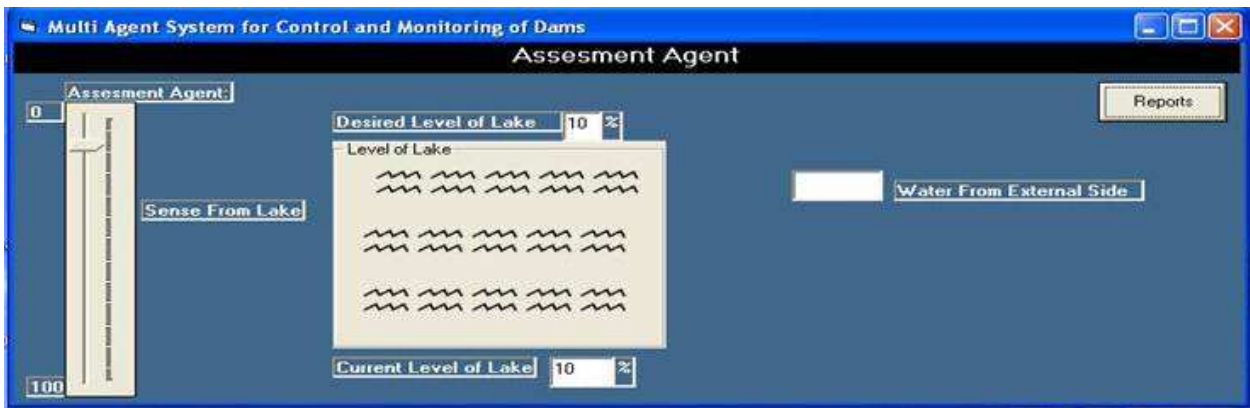 Multi Agent System for Control and Monitoring of Dams
Assesment Agent
Assesment Agent:
Reports
0
Desired Level of Lake 10 %
Level of Lake
Water From External Side
Sense From Lake
Current Level of Lake 10 %
100